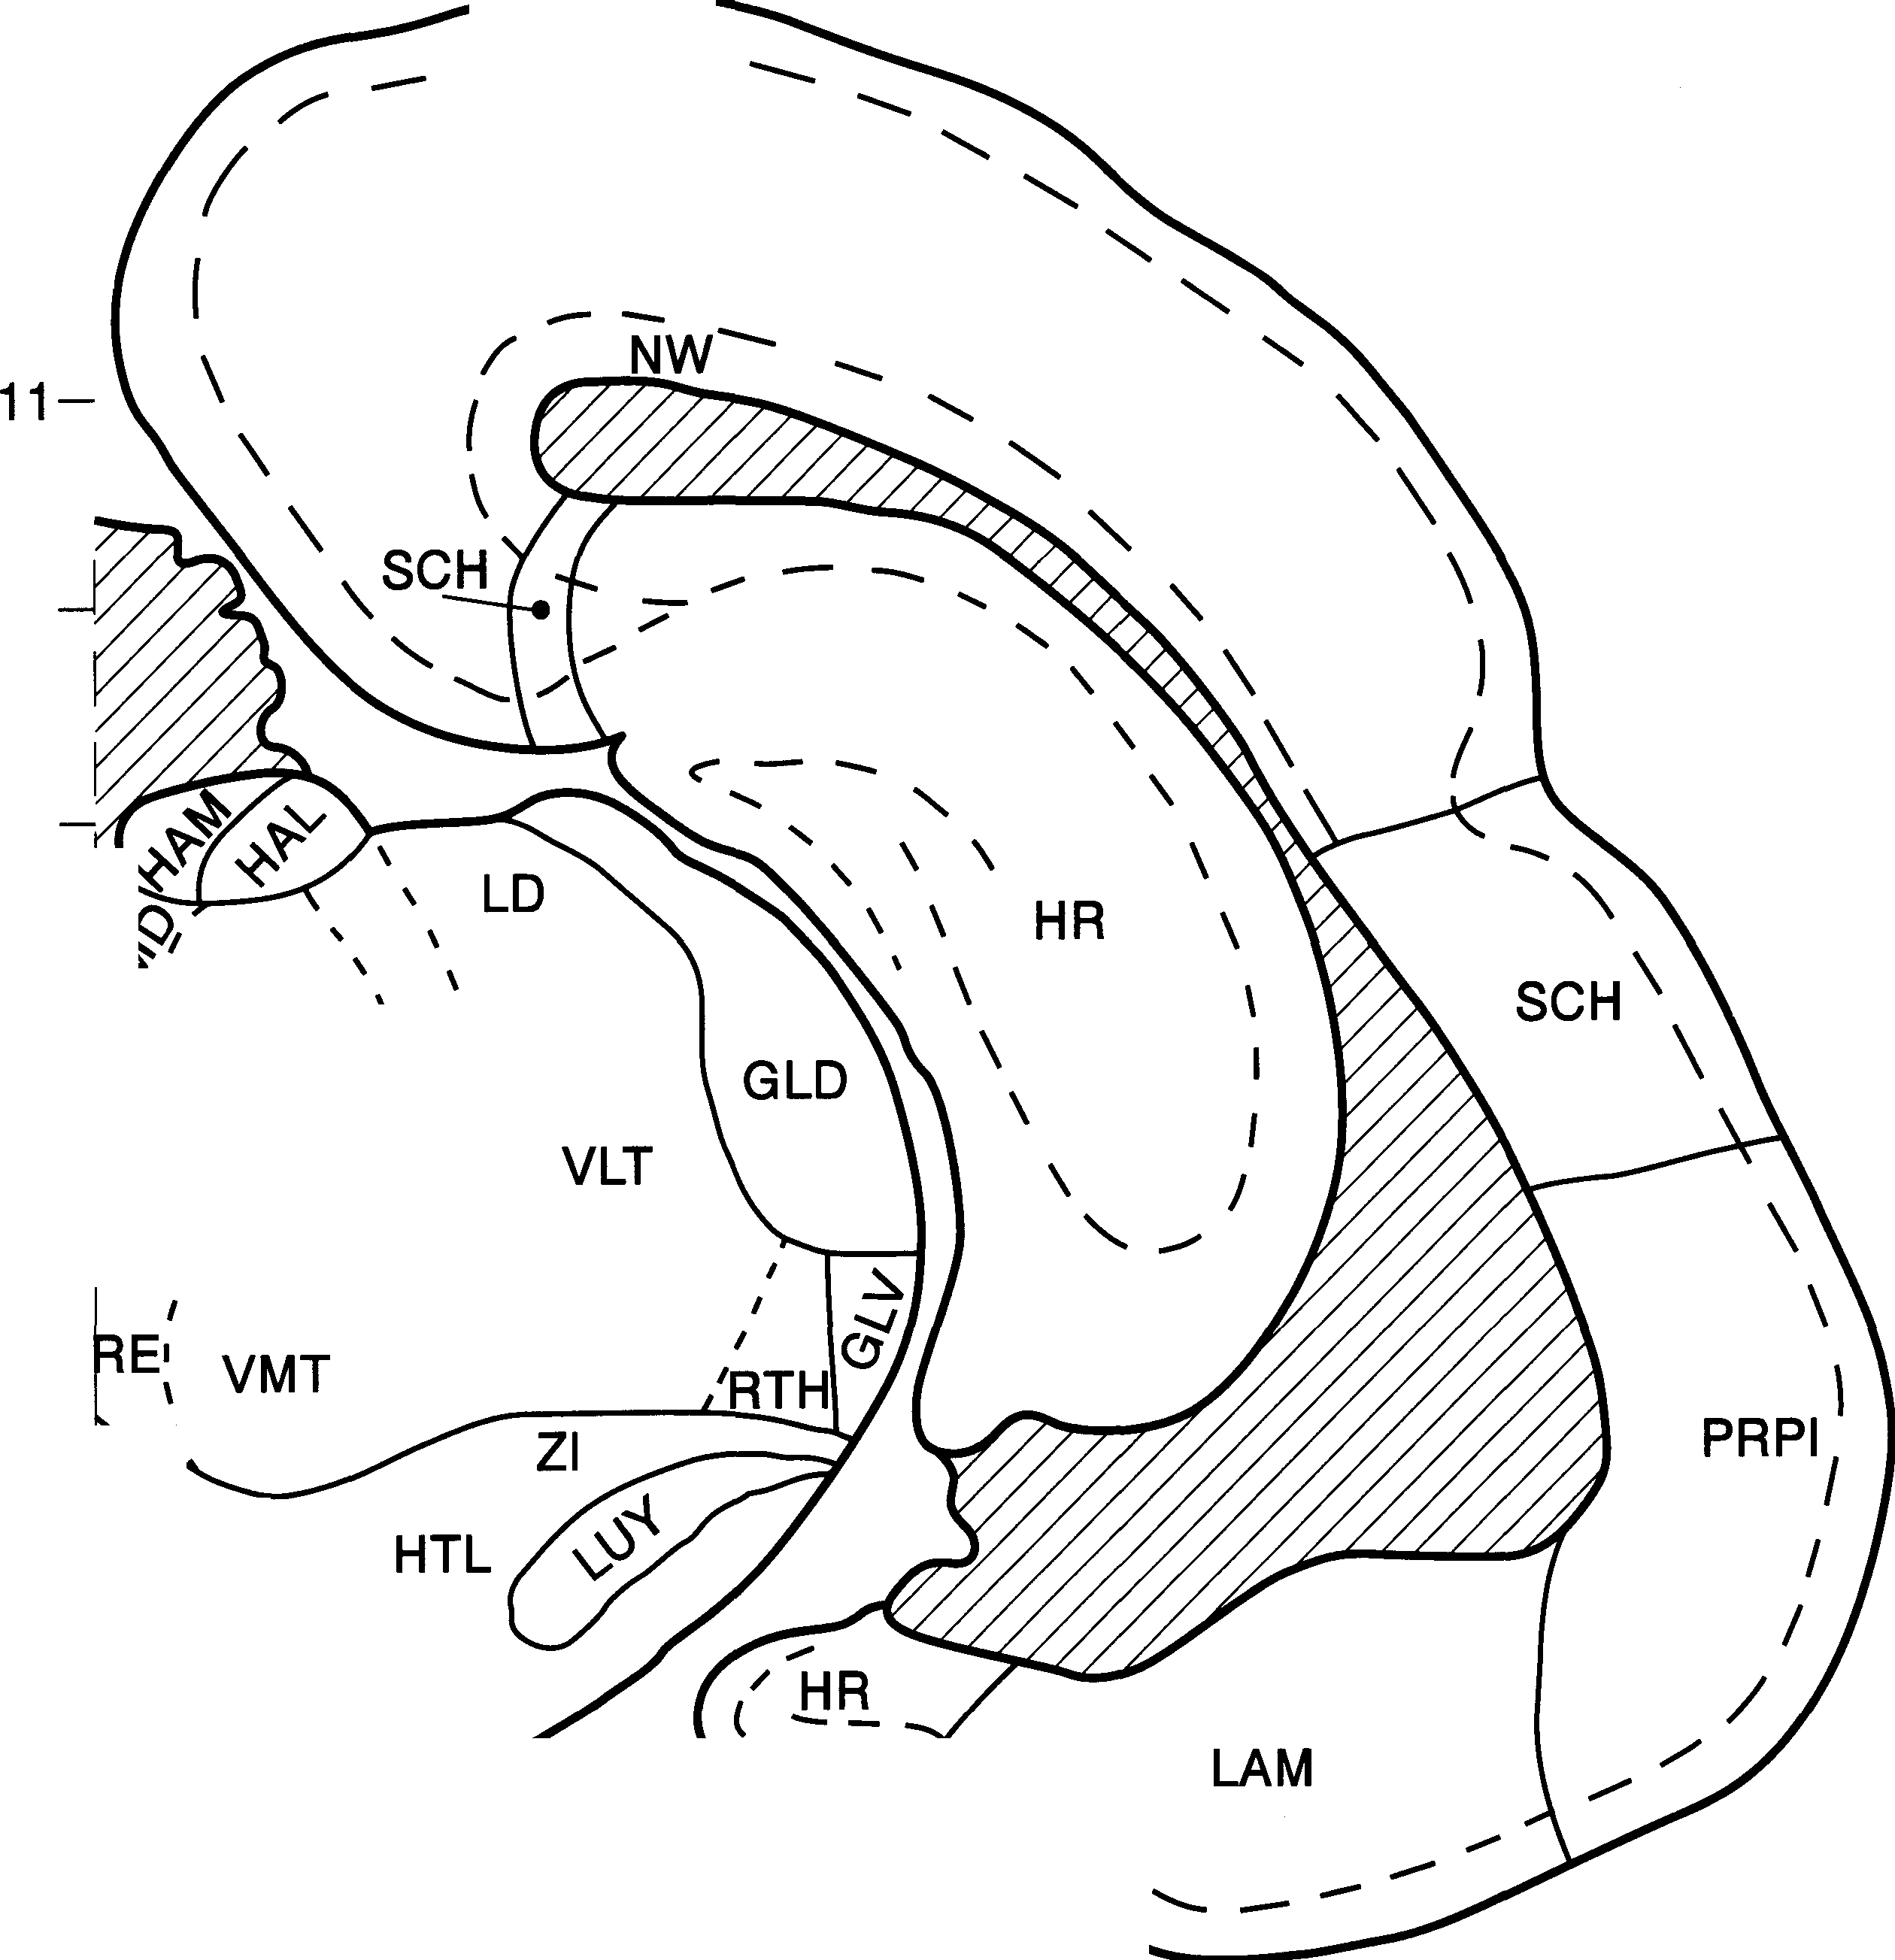 NW
11
SCH
HAM
HAL
LD
MD
HR
SCH
GLD
VLT
GLV
RE
VMT
RTH
PRPI
ZI
LUY
HTL
HR
LAM